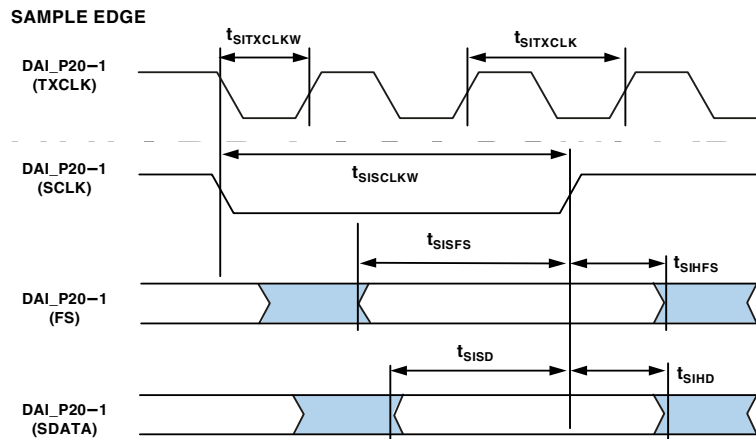 SAMPLE EDGE
tSITXCLKW
tSITXCLK
DAI_P20–1
(TXCLK)
DAI_P20–1
(SCLK)
tSISCLKW
tSISFS
tSIHFS
DAI_P20–1
(FS)
tSISD
tSIHD
DAI_P20–1
(SDATA)